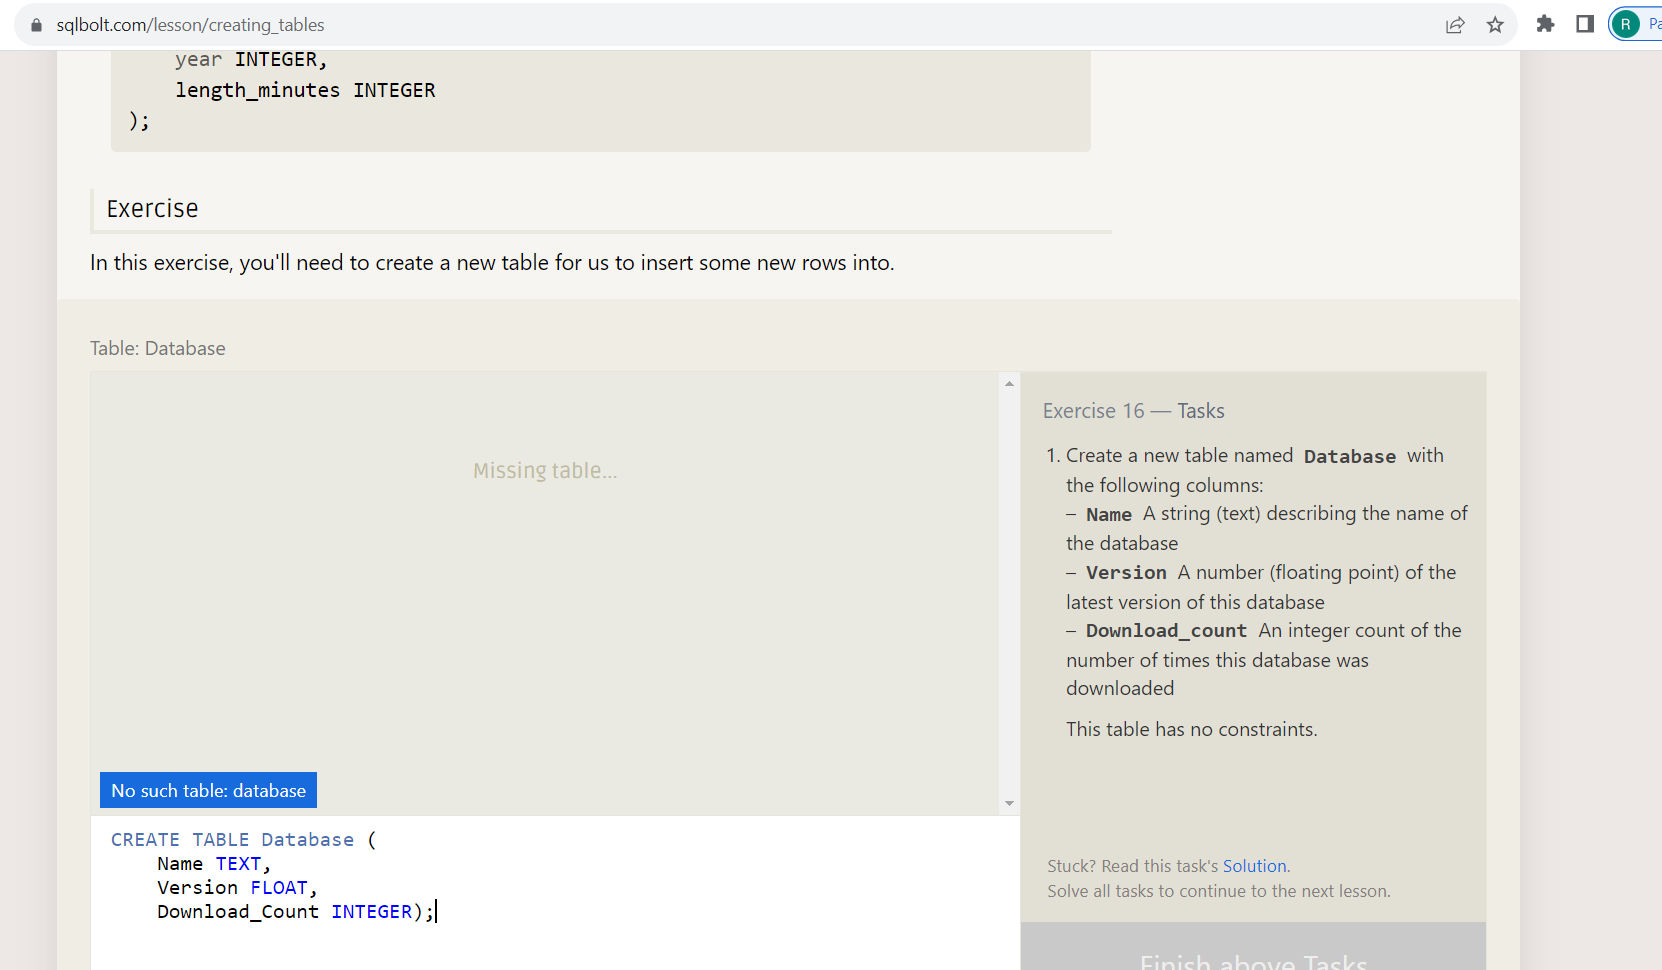 sqlbolt.com/lesson/creating_tables
R Pa
year INTEGER,
length_minutes INTEGER
);
Exercise
In this exercise, you'll need to create a new table for us to insert some new rows into.
Table: Database
Missing table...
No such table: database
CREATE TABLE Database (
Name TEXT,
Version FLOAT,
Download_Count INTEGER);
Exercise 16 — Tasks
1. Create a new table named Database with
the following columns:
– Name A string (text) describing the name of
the database
– Version A number (floating point) of the
latest version of this database
– Download_count An integer count of the
number of times this database was
downloaded
This table has no constraints.
Stuck? Read this task's Solution.
Solve all tasks to continue to the next lesson.
Finish above Tasks